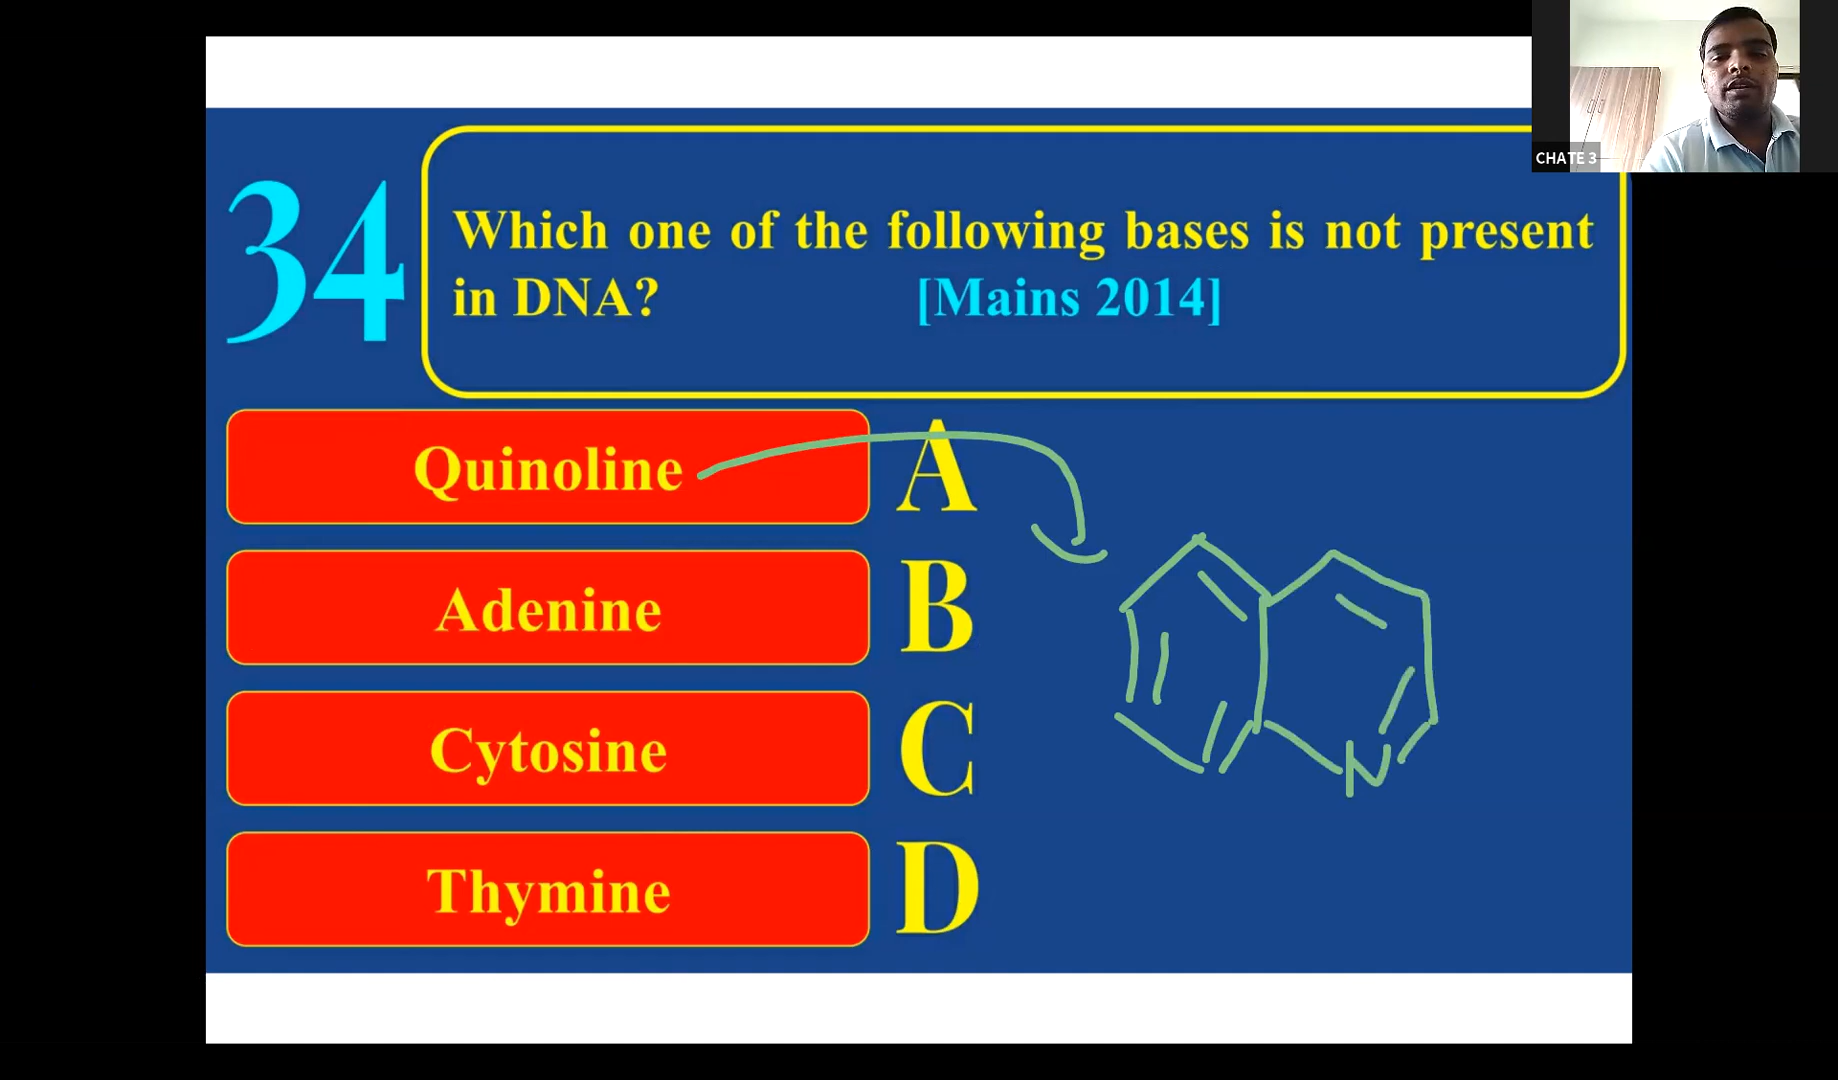 CHATE 3
34
Which one of the following bases is not present
in DNA? [Mains 2014]
Quinoline A
Adenine B
Cytosine C
Thymine D
N